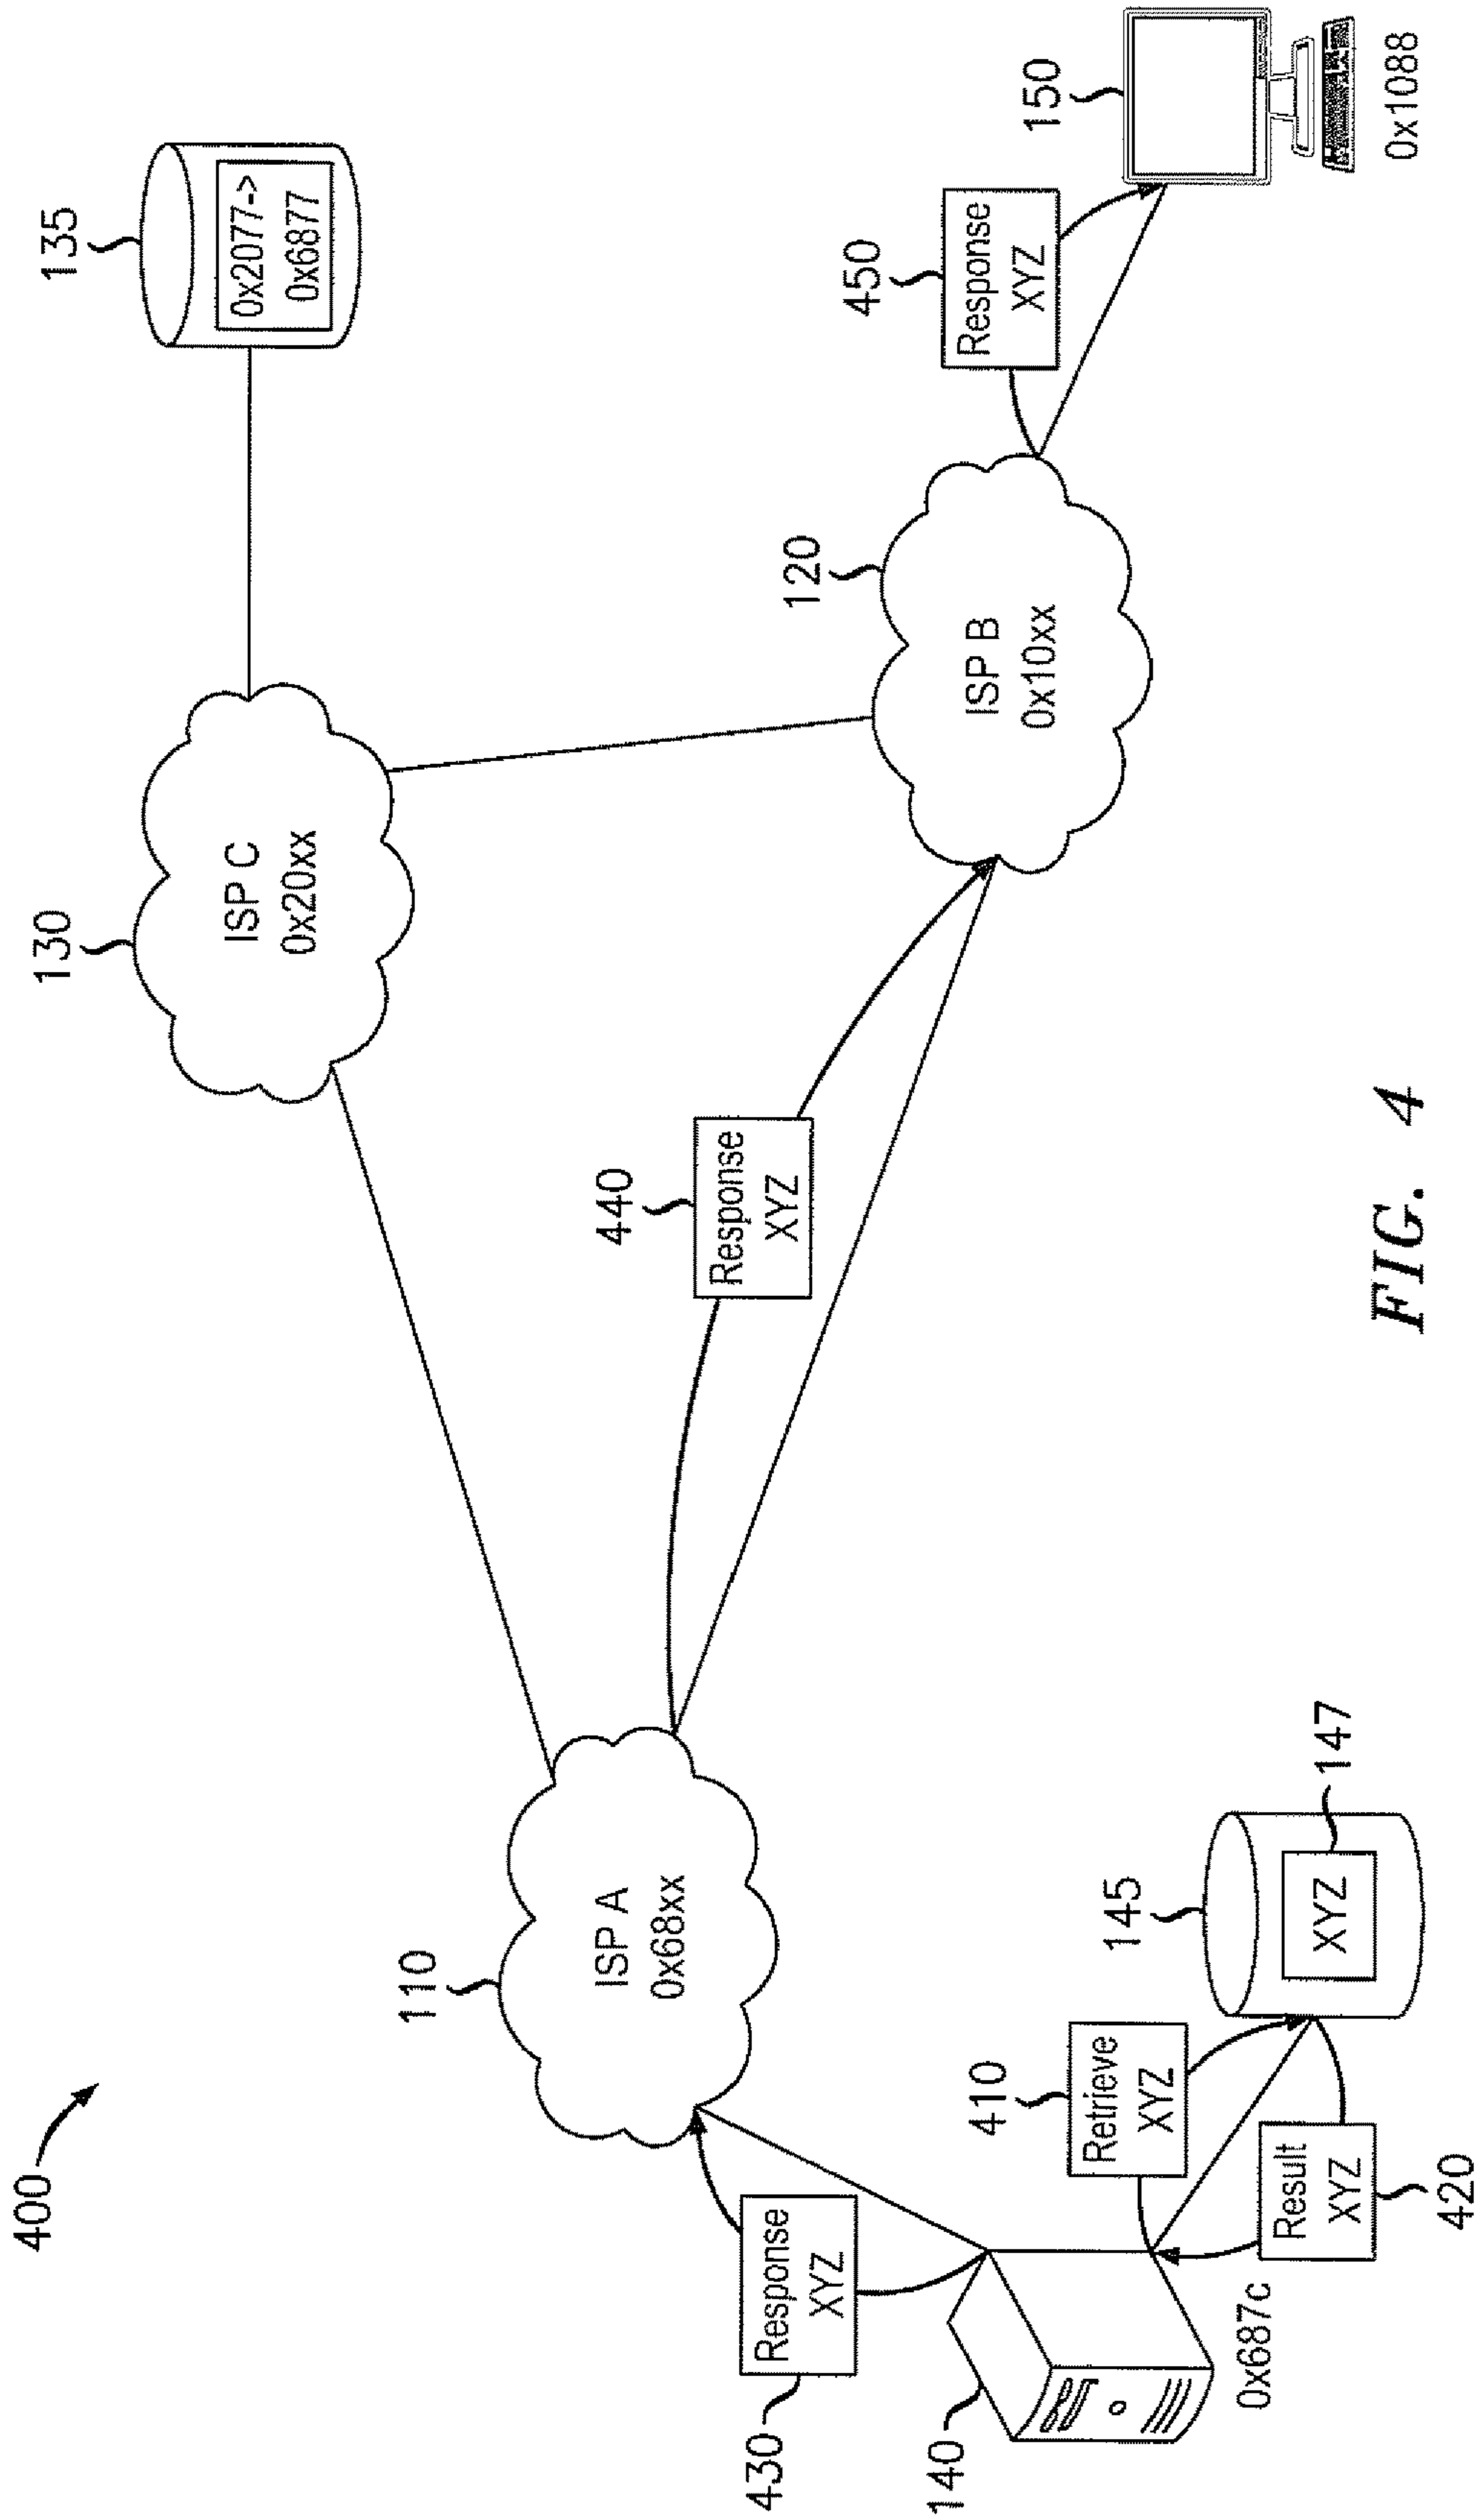 400
130
ISP C
0x20xx
135
0x2077->
0x6877
110
ISP A
0x68xx
440
Response
XYZ
120
ISP B
0x10xx
450
Response
XYZ
150
0x1088
430
Response
XYZ
140
0x687c
410
Retrieve
XYZ
420
Result
XYZ
145
XYZ
147
FIG. 4